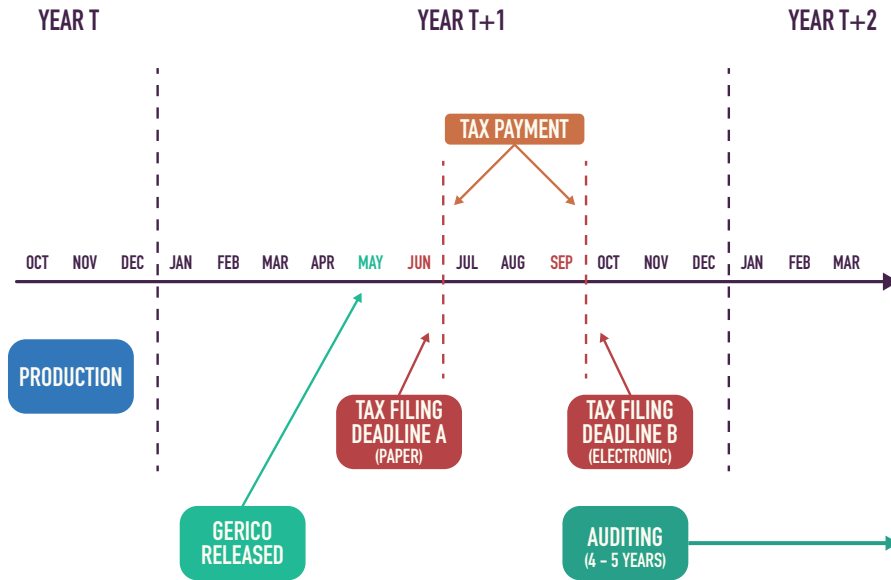 YEAR T YEAR T+1 YEAR T+2
TAX PAYMENT
OCT NOV DEC JAN FEB MAR APR MAY JUN JUL AUG SEP OCT NOV DEC JAN FEB MAR
PRODUCTION
TAX FILING
DEADLINE A
(PAPER)
TAX FILING
DEADLINE B
(ELECTRONIC)
GERICO
RELEASED
AUDITING
(4 – 5 YEARS)